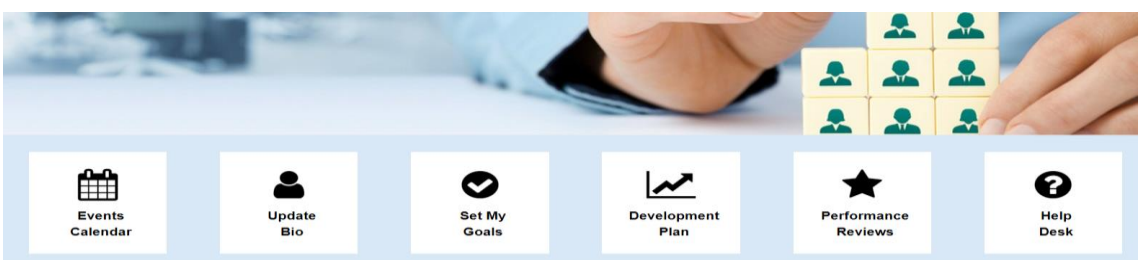 Events
Calendar
Update
Bio
Set My
Goals
Development
Plan
Performance
Reviews
Help
Desk